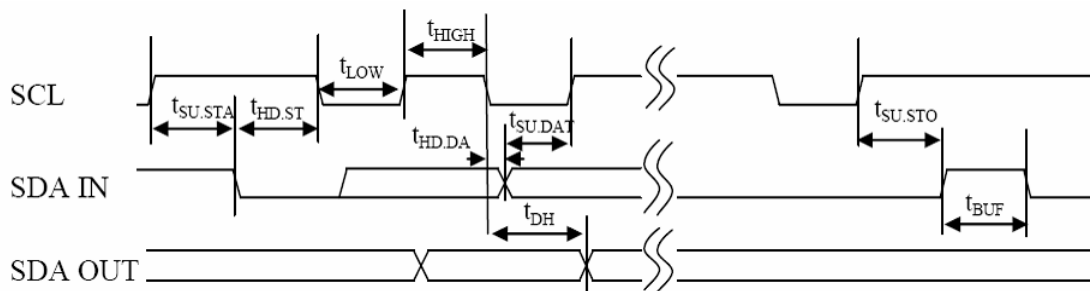 t_HIGH
SCL
t_LOW
t_SU.STA
t_HD.ST
t_SU.DAT
t_HD.DA
t_SU.STO
SDA IN
t_DH
t_BUF
SDA OUT